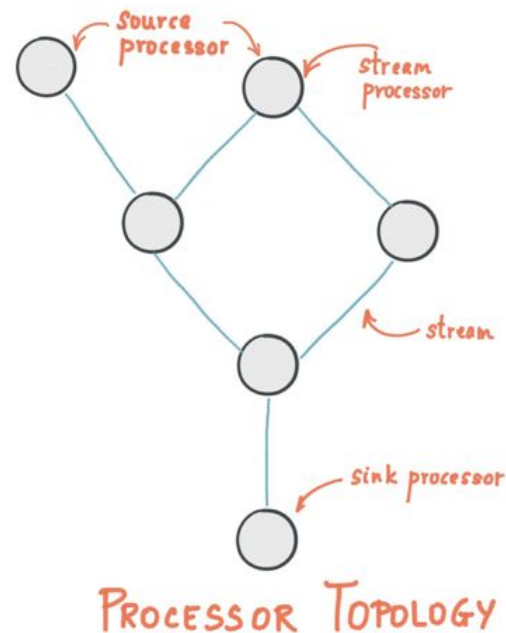 source
processor
stream
processor
stream
sink processor
PROCESSOR TOPOLOGY